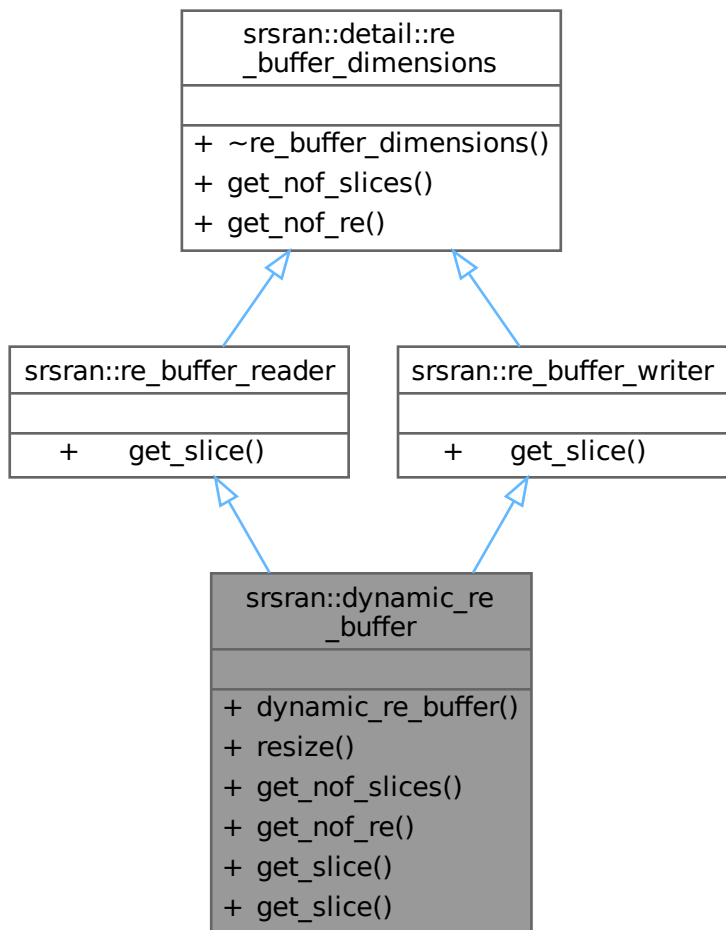 srsran::detail::re
_buffer_dimensions
+ ~re_buffer_dimensions()
+ get_nof_slices()
+ get_nof_re()
srsran::re_buffer_reader
+ get_slice()
srsran::re_buffer_writer
+ get_slice()
srsran::dynamic_re
_buffer
+ dynamic_re_buffer()
+ resize()
+ get_nof_slices()
+ get_nof_re()
+ get_slice()
+ get_slice()